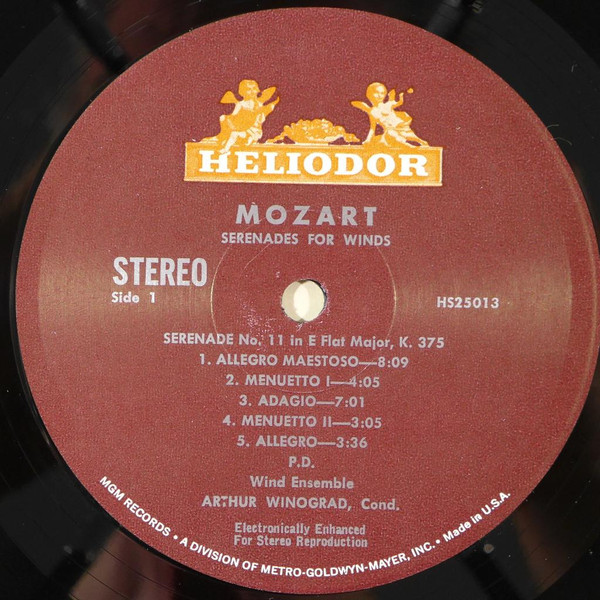 HELIODOR
MOZART
SERENADES FOR WINDS
STEREO
Side 1
HS25013
SERENADE No. 11 in E Flat Major, K. 375
1. ALLEGRO MAESTOSO—8:09
2. MENUETTO I—4:05
3. ADAGIO—7:01
4. MENUETTO II—3:05
5. ALLEGRO—3:36
P.D.
Wind Ensemble
ARTHUR WINOGRAD, Cond.
Electronically Enhanced
For Stereo Reproduction
MGM RECORDS • A DIVISION OF METRO-GOLDWYN-MAYER, INC. • Made in U.S.A.